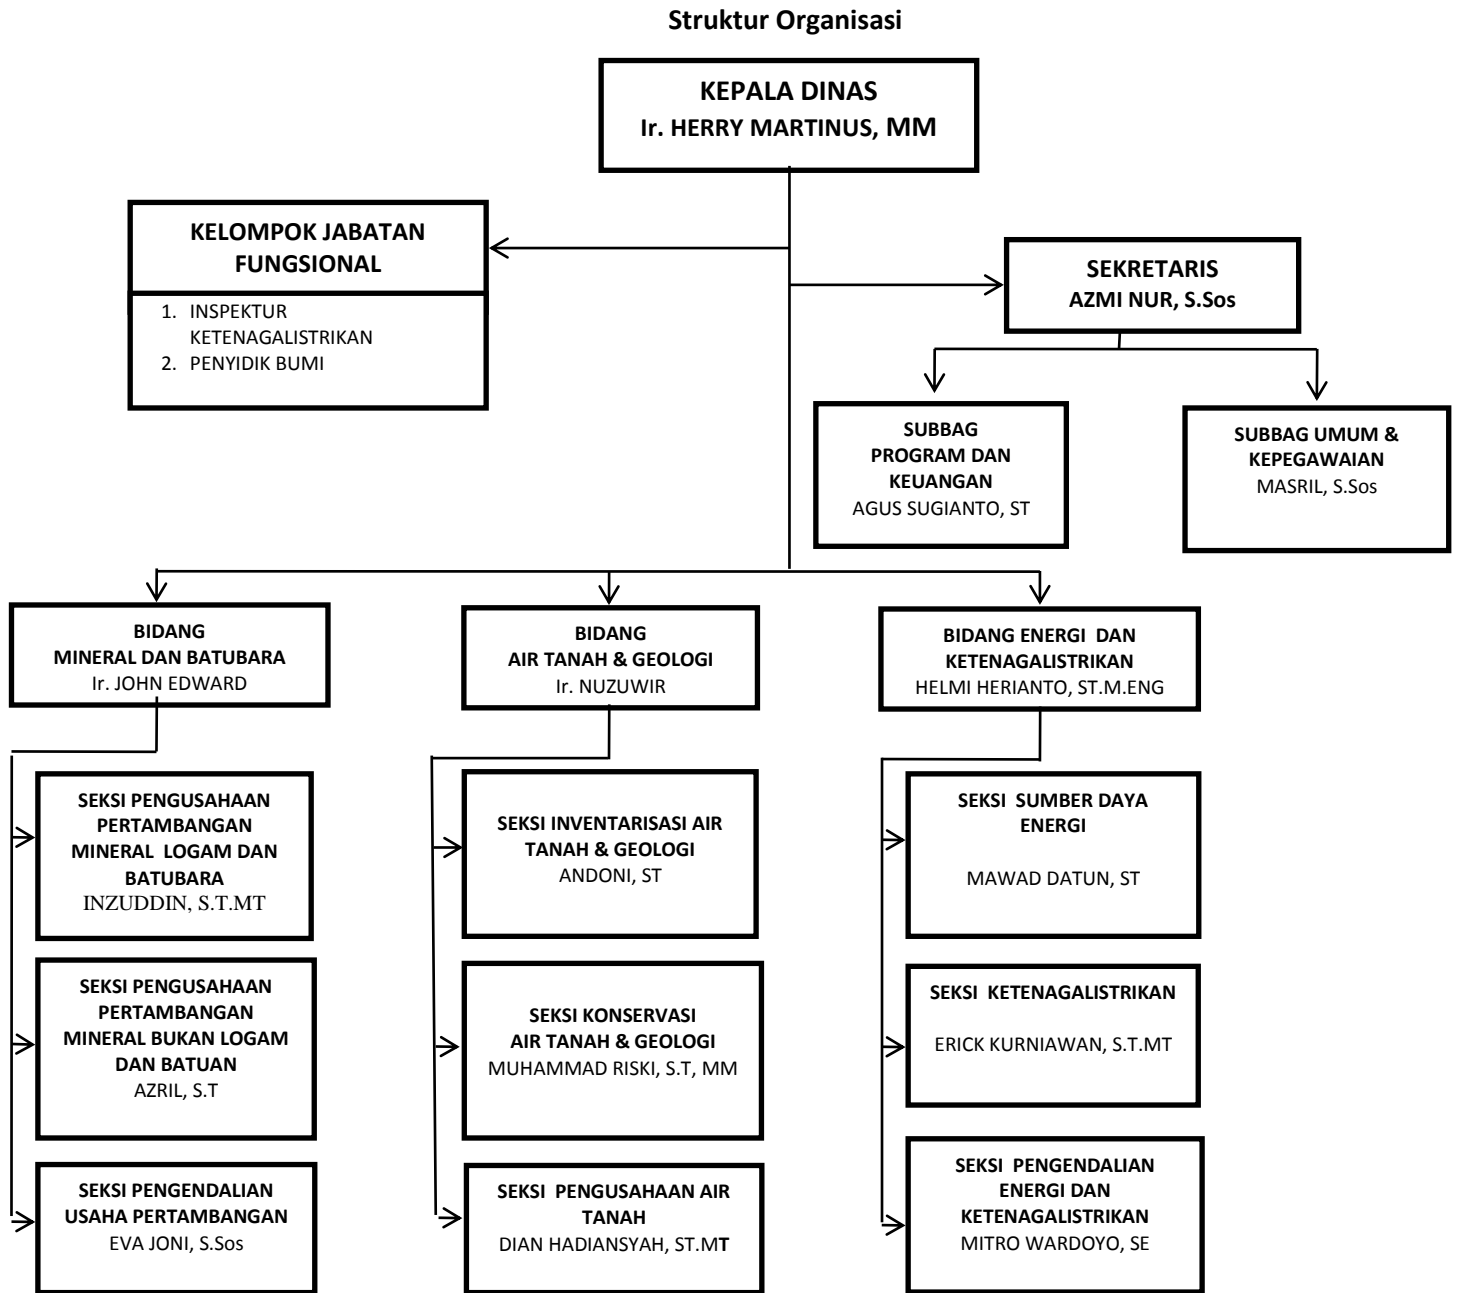 Struktur Organisasi
KEPALA DINAS
Ir. HERRY MARTINUS, MM
KELOMPOK JABATAN
FUNGSIONAL
1. INSPEKTUR
KETENAGALISTRIKAN
2. PENYIDIK BUMI
SEKRETARIS
AZMI NUR, S.Sos
SUBBAG
PROGRAM DAN
KEUANGAN
AGUS SUGIANTO, ST
SUBBAG UMUM &
KEPEGAWAIAN
MASRIL, S.Sos
BIDANG
MINERAL DAN BATUBARA
Ir. JOHN EDWARD
BIDANG
AIR TANAH & GEOLOGI
Ir. NUZUWIR
BIDANG ENERGI DAN
KETENAGALISTRIKAN
HELMI HERIANTO, ST.M.ENG
SEKSI PENGUSAHAAN
PERTAMBANGAN
MINERAL LOGAM DAN
BATUBARA
INZUDDIN, S.T.MT
SEKSI INVENTARISASI AIR
TANAH & GEOLOGI
ANDONI, ST
SEKSI SUMBER DAYA
ENERGI
MAWAD DATUN, ST
SEKSI PENGUSAHAAN
PERTAMBANGAN
MINERAL BUKAN LOGAM
DAN BATUAN
AZRIL, S.T
SEKSI KONSERVASI
AIR TANAH & GEOLOGI
MUHAMMAD RISKI, S.T, MM
SEKSI KETENAGALISTRIKAN
ERICK KURNIAWAN, S.T.MT
SEKSI PENGENDALIAN
USAHA PERTAMBANGAN
EVA JONI, S.Sos
SEKSI PENGUSAHAAN AIR
TANAH
DIAN HADIANSYAH, ST.MT
SEKSI PENGENDALIAN
ENERGI DAN
KETENAGALISTRIKAN
MITRO WARDOYO, SE